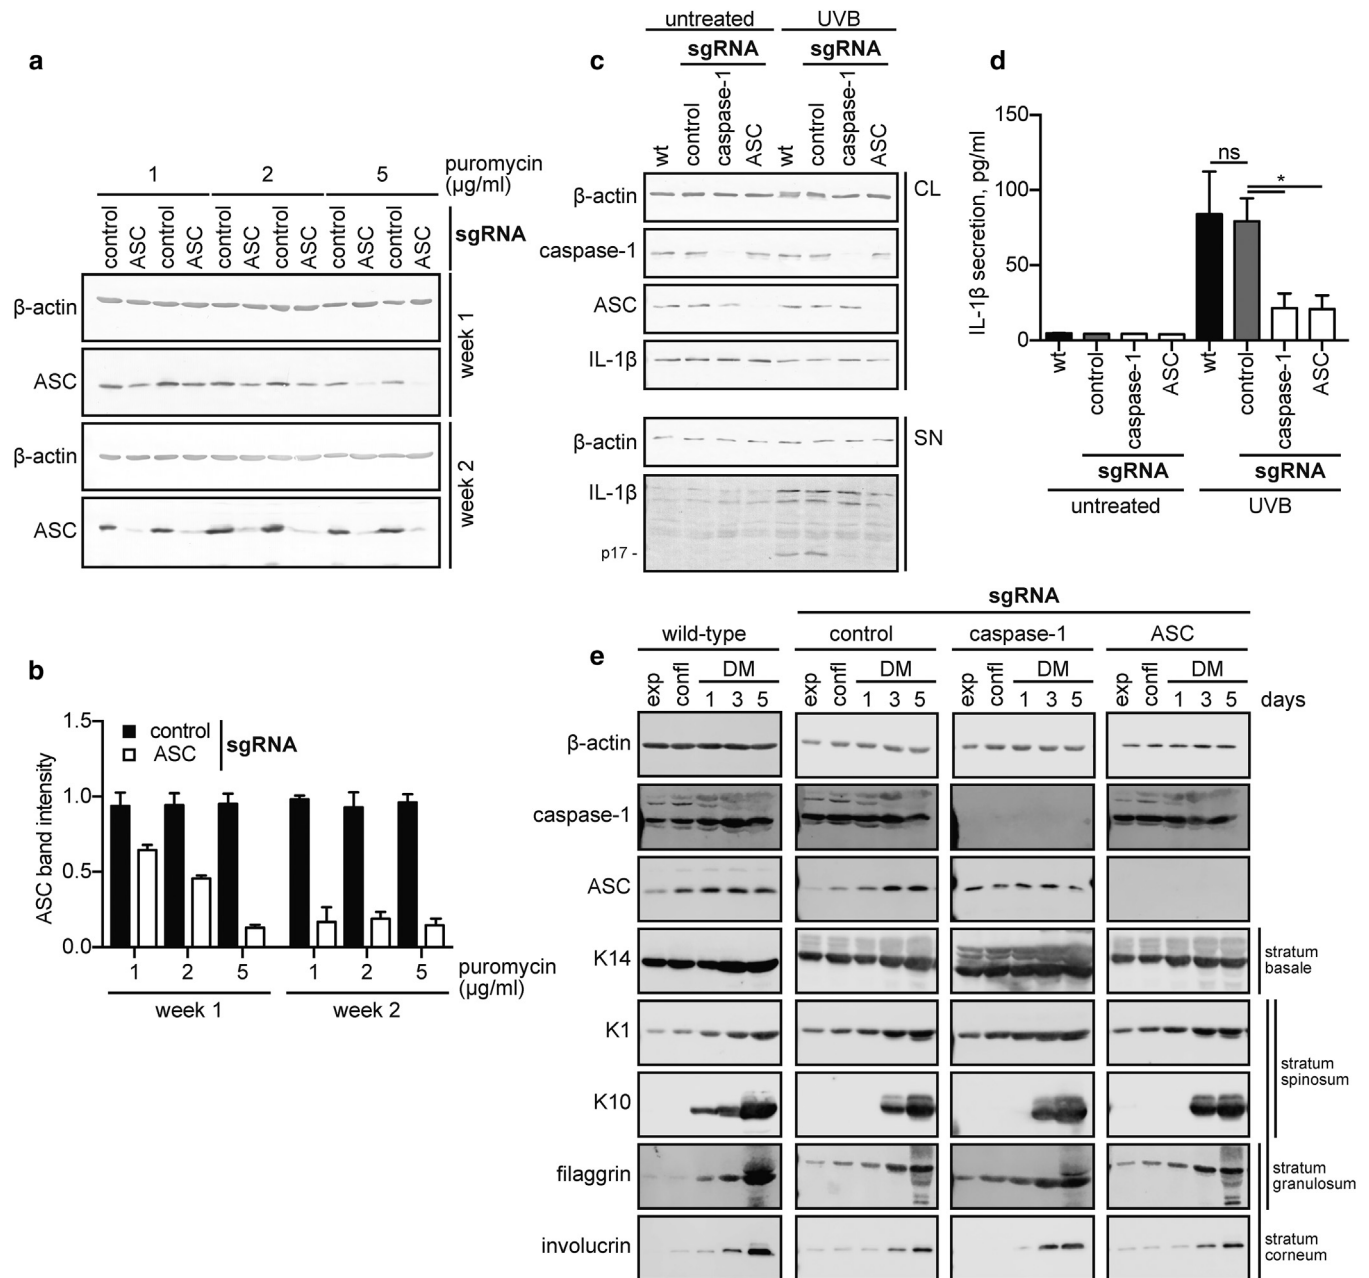 a
1 2 5 puromycin
(µg/ml)
control ASC control ASC control ASC control ASC control ASC control ASC
sgRNA
β-actin
ASC
week 1
β-actin
ASC
week 2
b
1.5
1.0
0.5
0.0
ASC band intensity
control
ASC
sgRNA
1 2 5 1 2 5 puromycin
(µg/ml)
week 1 week 2
c
untreated UVB
sgRNA sgRNA
wt control caspase-1 ASC wt control caspase-1 ASC
β-actin CL
caspase-1
ASC
IL-1β
β-actin SN
IL-1β
p17 -
d
150
100
50
0
IL-1β secretion, pg/ml
ns
*
wt control caspase-1 ASC wt control caspase-1 ASC
sgRNA sgRNA
untreated UVB
e
sgRNA
wild-type control caspase-1 ASC
exp confl DM exp confl DM exp confl DM exp confl DM
1 3 5 1 3 5 1 3 5 1 3 5 days
β-actin
caspase-1
ASC
K14 stratum
basale
K1
K10
stratum
spinosum
filaggrin stratum
granulosum
involucrin stratum
corneum